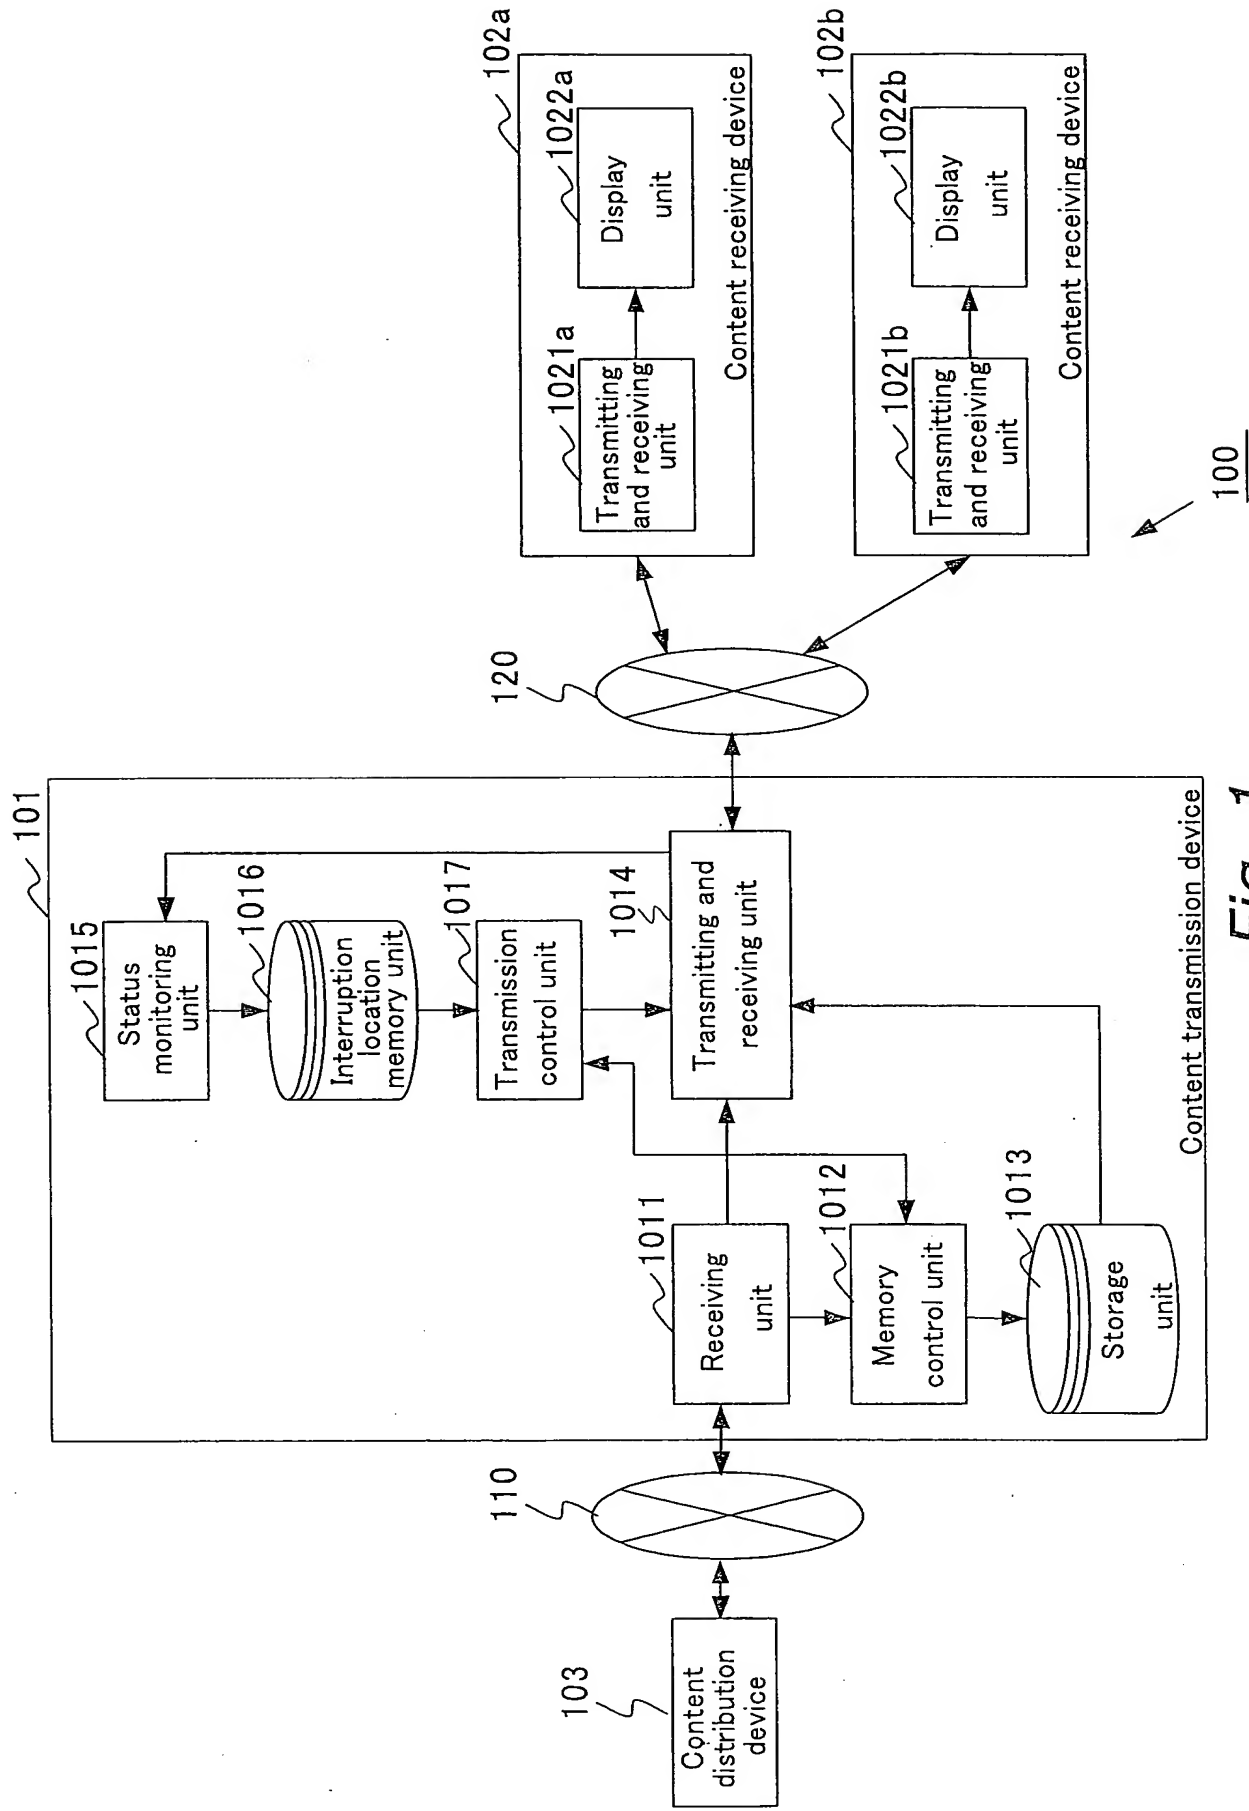 103
Content
distribution
device
110
101
1015
Status
monitoring
unit
1016
Interruption
location
memory unit
1017
Transmission
control unit
1014
Transmitting and
receiving unit
1011
Receiving
unit
1012
Memory
control unit
1013
Storage
unit
Content transmission device
120
102a
1021a
Transmitting
and receiving
unit
1022a
Display
unit
Content receiving device
102b
1021b
Transmitting
and receiving
unit
1022b
Display
unit
Content receiving device
100
Fig. 1